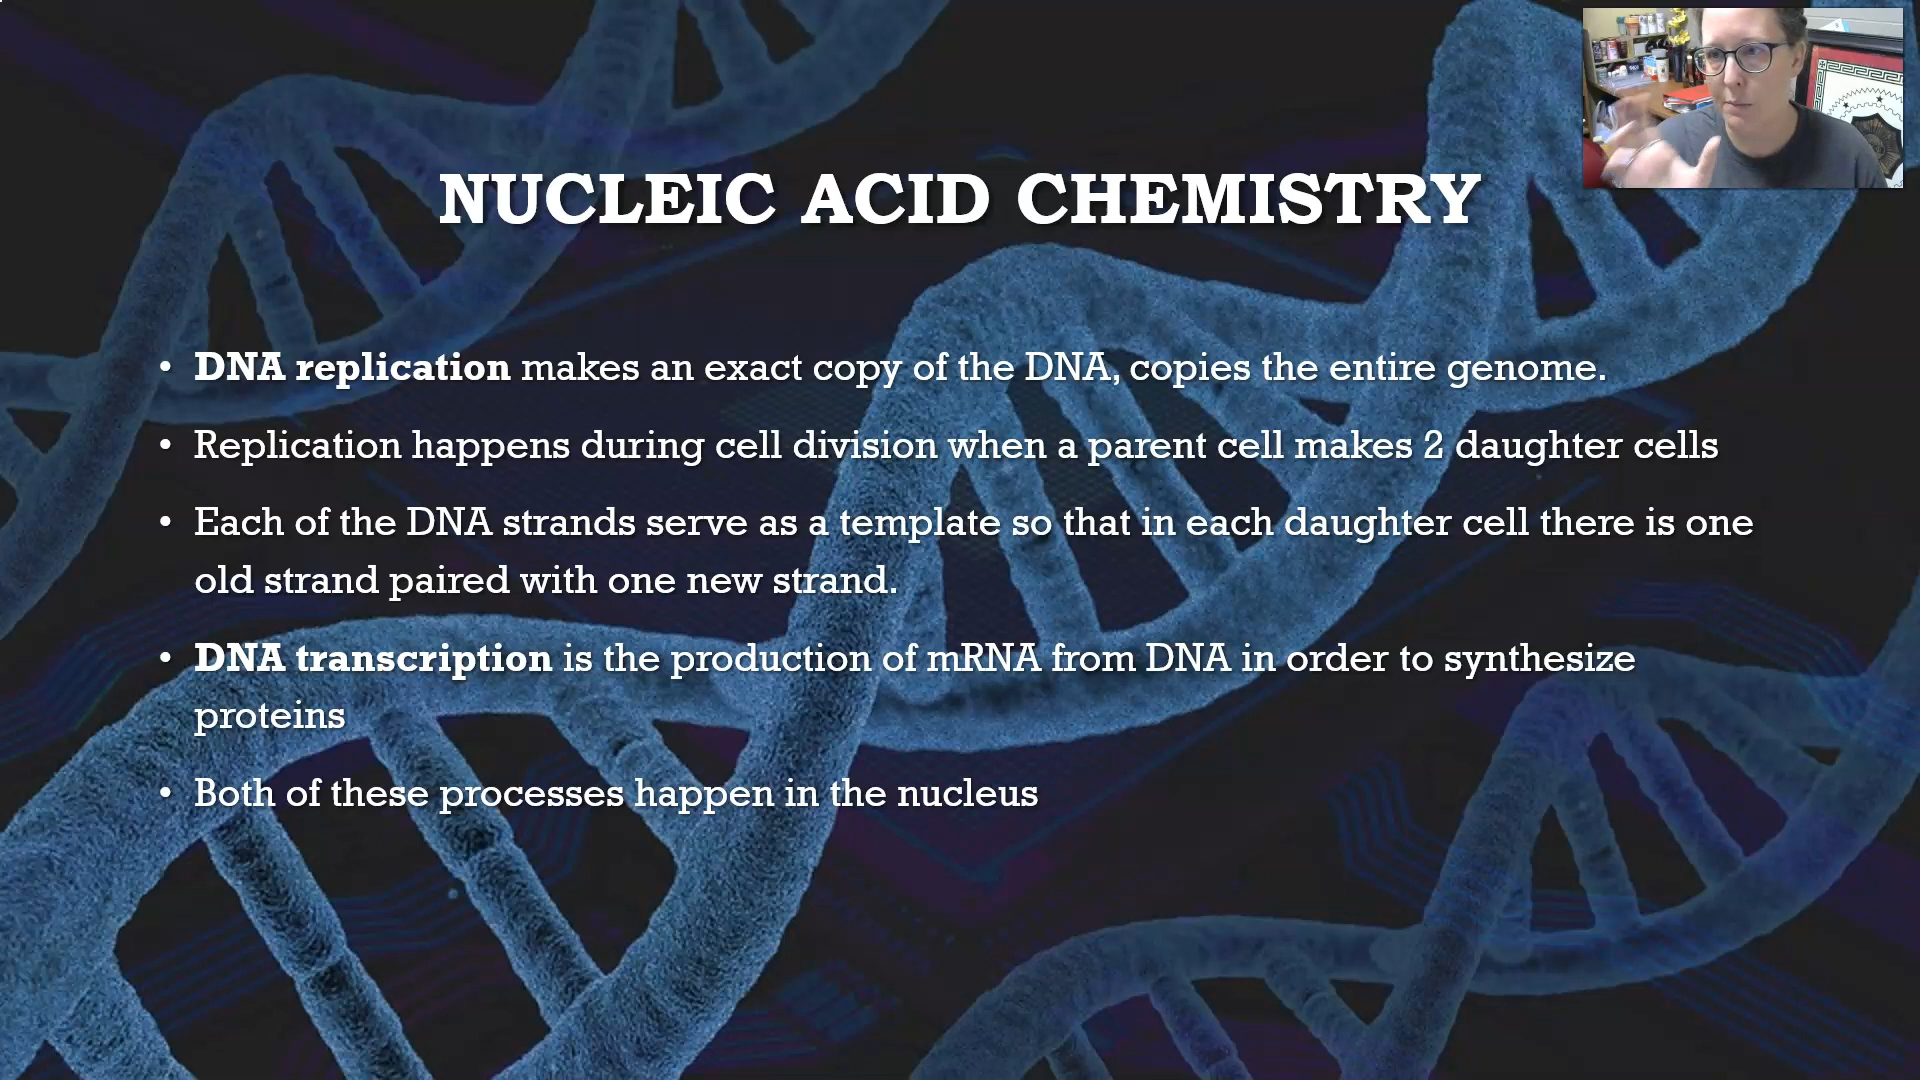 NUCLEIC ACID CHEMISTRY
• DNA replication makes an exact copy of the DNA, copies the entire genome.
• Replication happens during cell division when a parent cell makes 2 daughter cells
• Each of the DNA strands serve as a template so that in each daughter cell there is one
old strand paired with one new strand.
• DNA transcription is the production of mRNA from DNA in order to synthesize
proteins
• Both of these processes happen in the nucleus